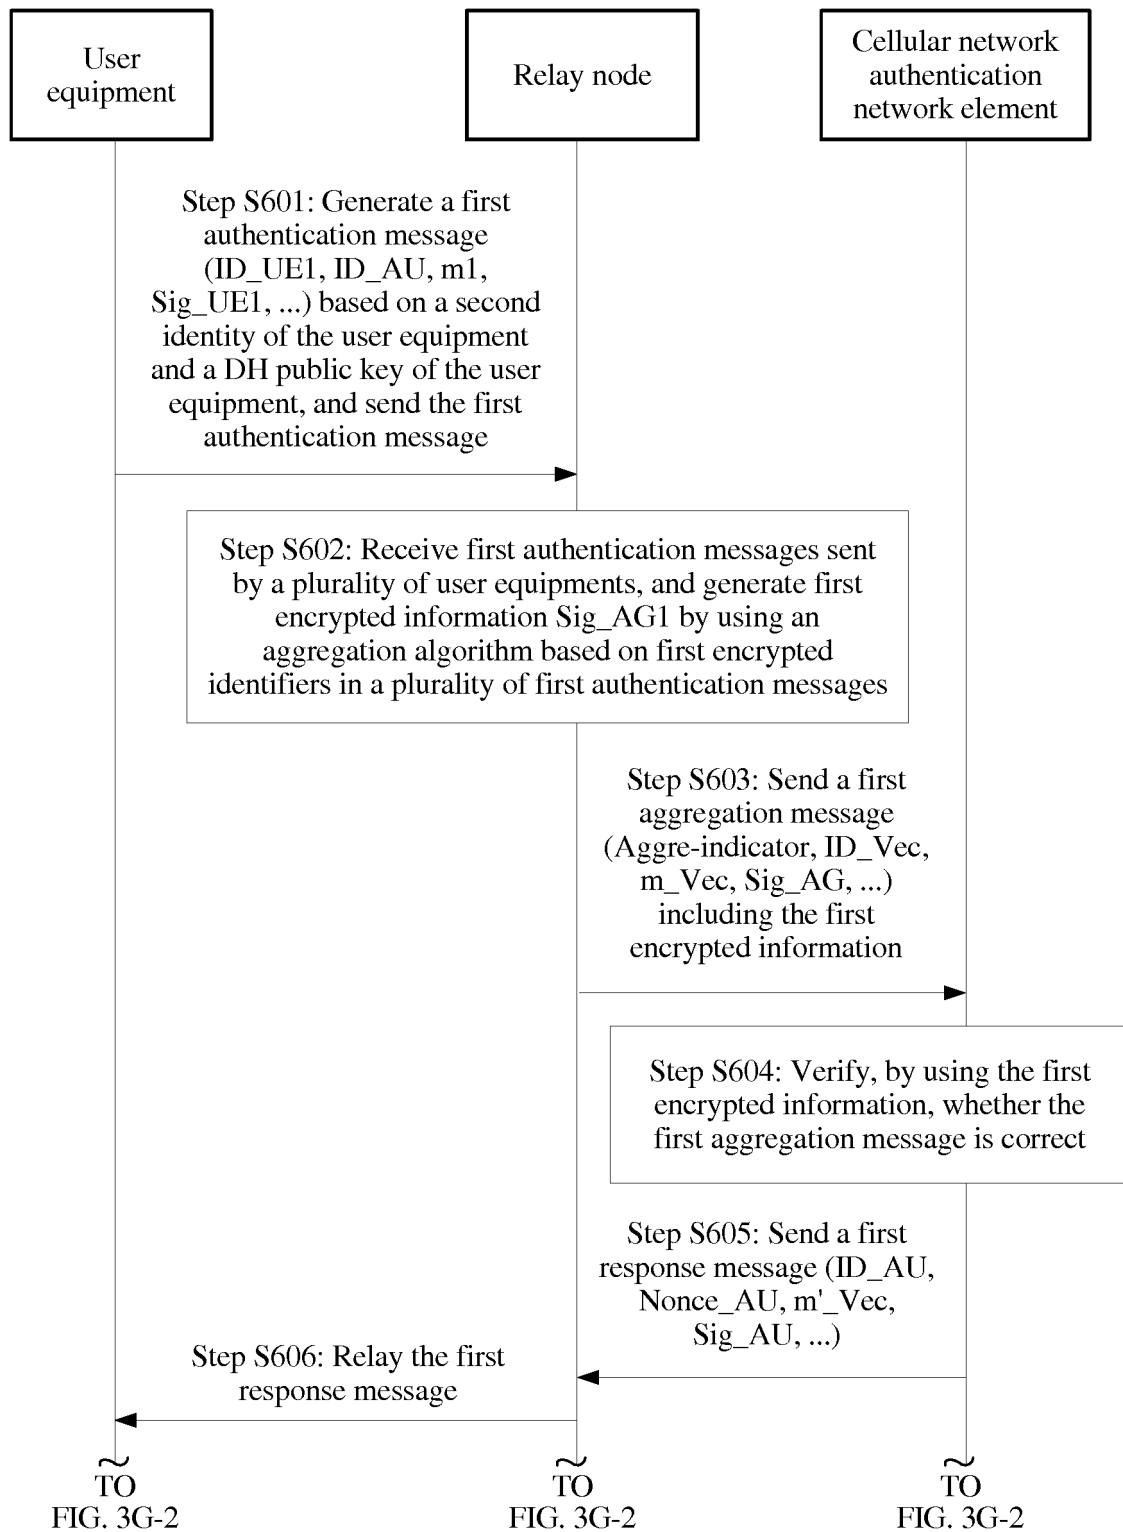 User
equipment
Relay node
Cellular network
authentication
network element
Step S601: Generate a first
authentication message
(ID_UE1, ID_AU, m1,
Sig_UE1, ...) based on a second
identity of the user equipment
and a DH public key of the user
equipment, and send the first
authentication message
Step S602: Receive first authentication messages sent
by a plurality of user equipments, and generate first
encrypted information Sig_AG1 by using an
aggregation algorithm based on first encrypted
identifiers in a plurality of first authentication messages
Step S603: Send a first
aggregation message
(Aggre-indicator, ID_Vec,
m_Vec, Sig_AG, ...)
including the first
encrypted information
Step S604: Verify, by using the first
encrypted information, whether the
first aggregation message is correct
Step S605: Send a first
response message (ID_AU,
Nonce_AU, m'_Vec,
Sig_AU, ...)
Step S606: Relay the first
response message
TO
FIG. 3G-2
TO
FIG. 3G-2
TO
FIG. 3G-2